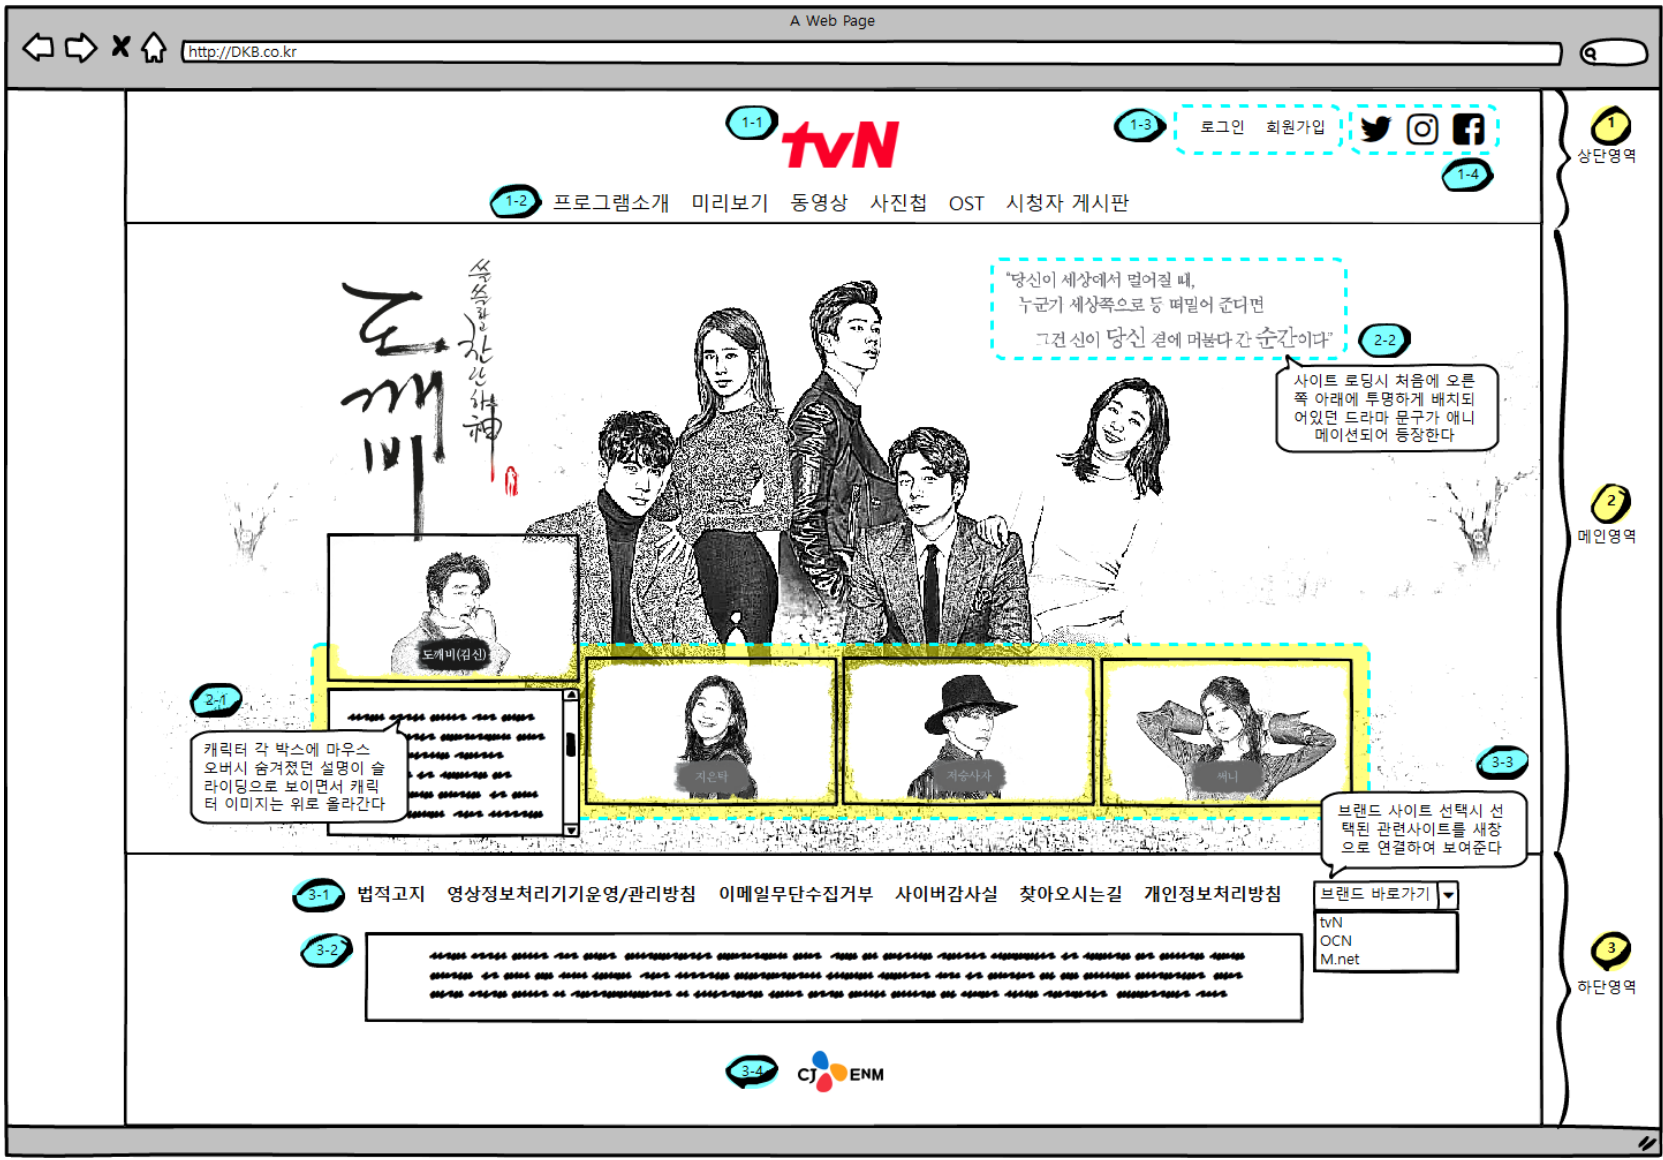 A Web Page
http://DKB.co.kr
1-1
tvN
1-3
로그인 회원가입
1-4
1
상단영역
1-2
프로그램소개 미리보기 동영상 사진첩 OST 시청자 게시판
도깨비
쓸쓸하고 찬란하神
“당신이 세상에서 멀어질 때,
누군가 세상쪽으로 등 떠밀어 준다면
그건 신이 당신 곁에 머물다 간 순간이다”
2-2
사이트 로딩시 처음에 오른
쪽 아래에 투명하게 배치되
어있던 드라마 문구가 애니
메이션되어 등장한다
2
메인영역
도깨비(김신)
2-1
캐릭터 각 박스에 마우스
오버시 숨겨졌던 설명이 슬
라이딩으로 보이면서 캐릭
터 이미지는 위로 올라간다
지은탁
저승사자
써니
3-3
브랜드 사이트 선택시 선
택된 관련사이트를 새창
으로 연결하여 보여준다
3-1
법적고지 영상정보처리기기운영/관리방침 이메일무단수집거부 사이버감사실 찾아오시는길 개인정보처리방침
브랜드 바로가기
tvN
OCN
M.net
3-2
3
하단영역
3-4
CJ ENM